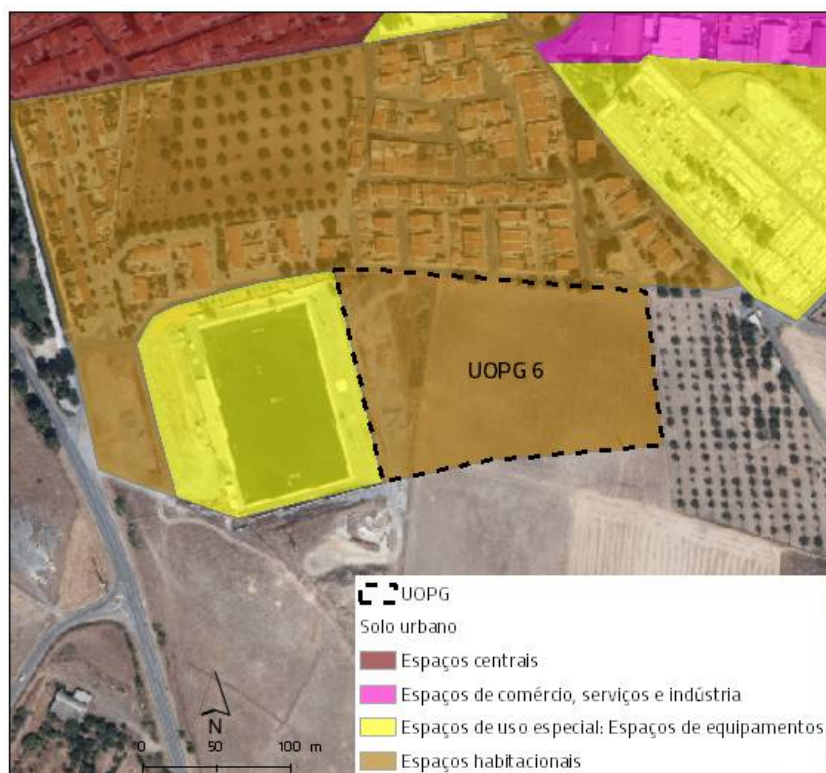 UOPG 6
UOPG
Solo urbano
Espaços centrais
Espaços de comércio, serviços e indústria
Espaços de uso especial: Espaços de equipamentos
Espaços habitacionais
N
0 50 100 m